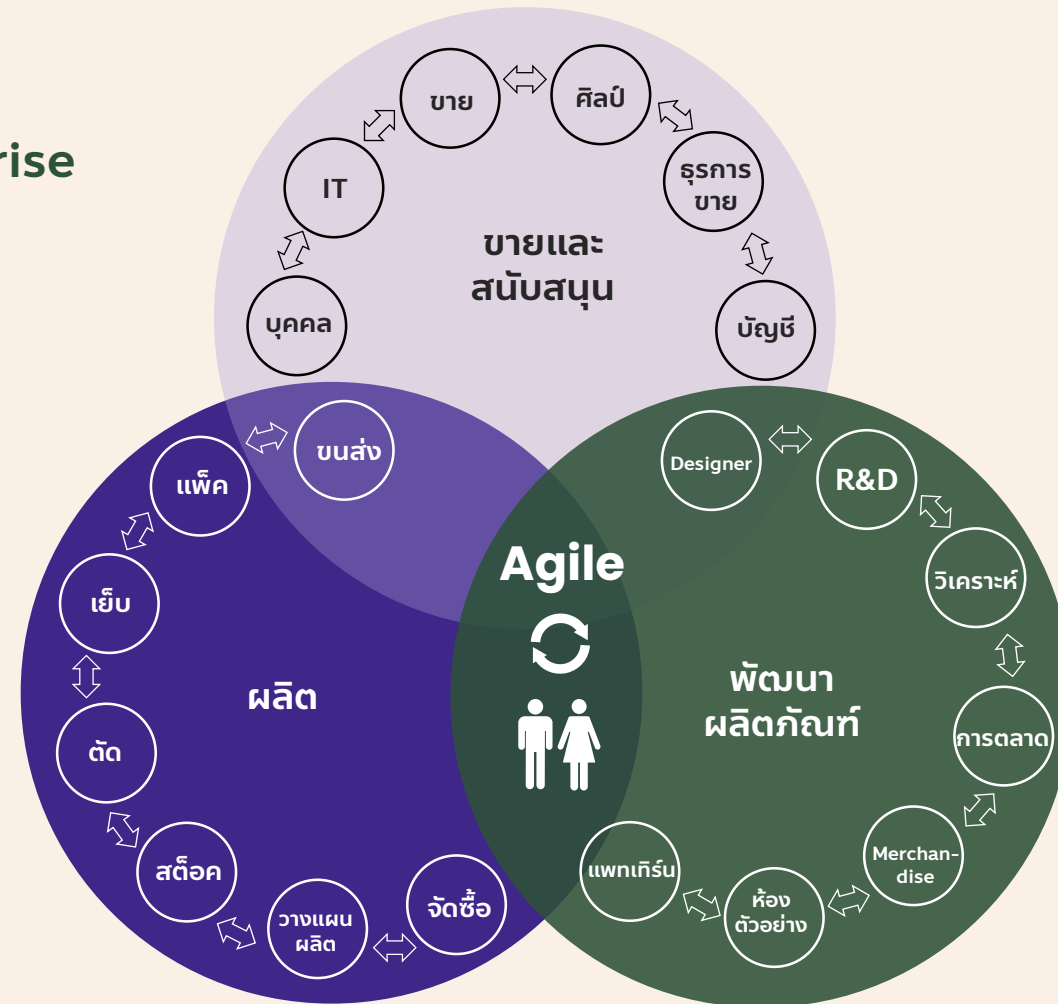 rise
ขาย
ศิลป์
IT
ธุรการ
ขาย
ขายและ
สนับสนุน
บุคคล
บัญชี
ขนส่ง
แพ็ค
เย็บ
ตัด
สต็อค
วางแผน
ผลิต
จัดซื้อ
ผลิต
Agile
Designer
R&D
วิเคราะห์
การตลาด
Merchan-
dise
ห้อง
ตัวอย่าง
แพทเทิร์น
พัฒนา
ผลิตภัณฑ์